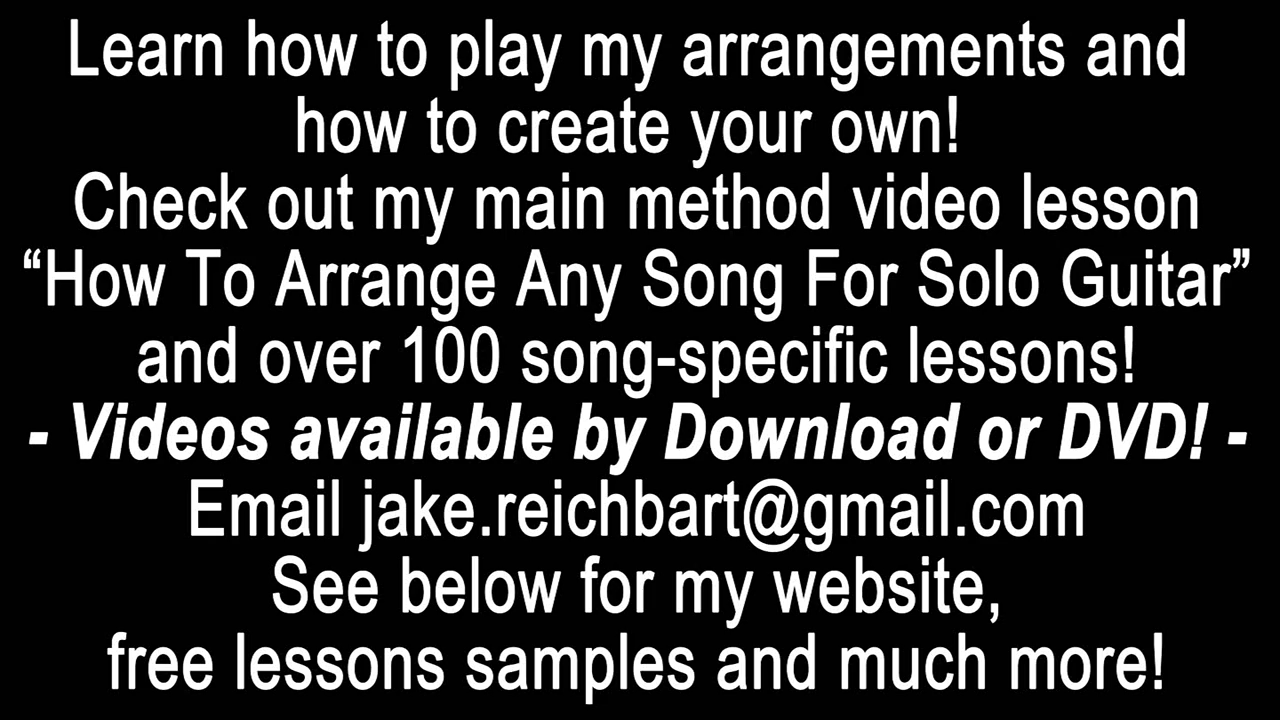 Learn how to play my arrangements and
how to create your own!
Check out my main method video lesson
“How To Arrange Any Song For Solo Guitar”
and over 100 song-specific lessons!
- Videos available by Download or DVD! -
Email jake.reichbart@gmail.com
See below for my website,
free lessons samples and much more!